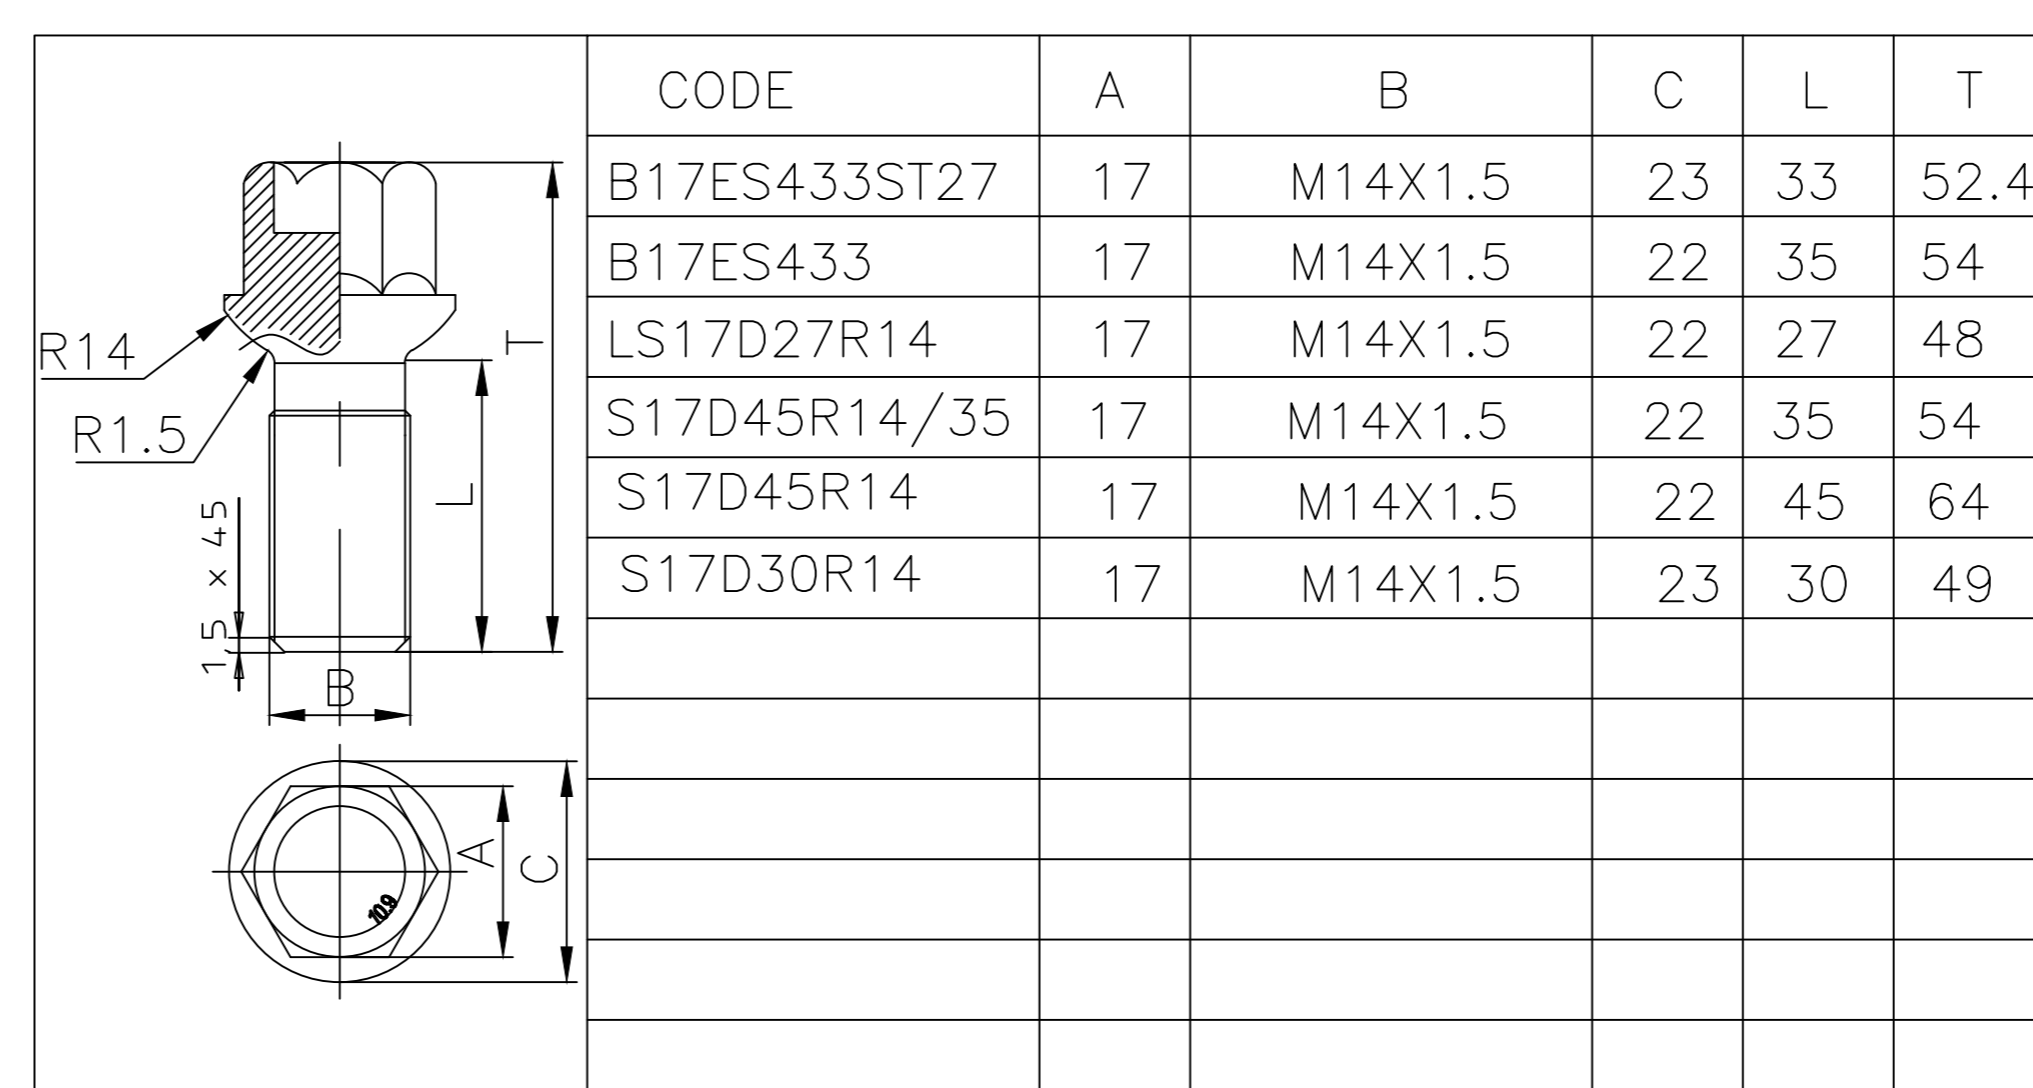 CODE A B C L T
B17ES433ST27 17 M14X1.5 23 33 52.4
B17ES433 17 M14X1.5 22 35 54
LS17D27R14 17 M14X1.5 22 27 48
S17D45R14/35 17 M14X1.5 22 35 54
S17D45R14 17 M14X1.5 22 45 64
S17D30R14 17 M14X1.5 23 30 49
R14
T
R1.5
L
1,5 x 45
B
A
C
10.9